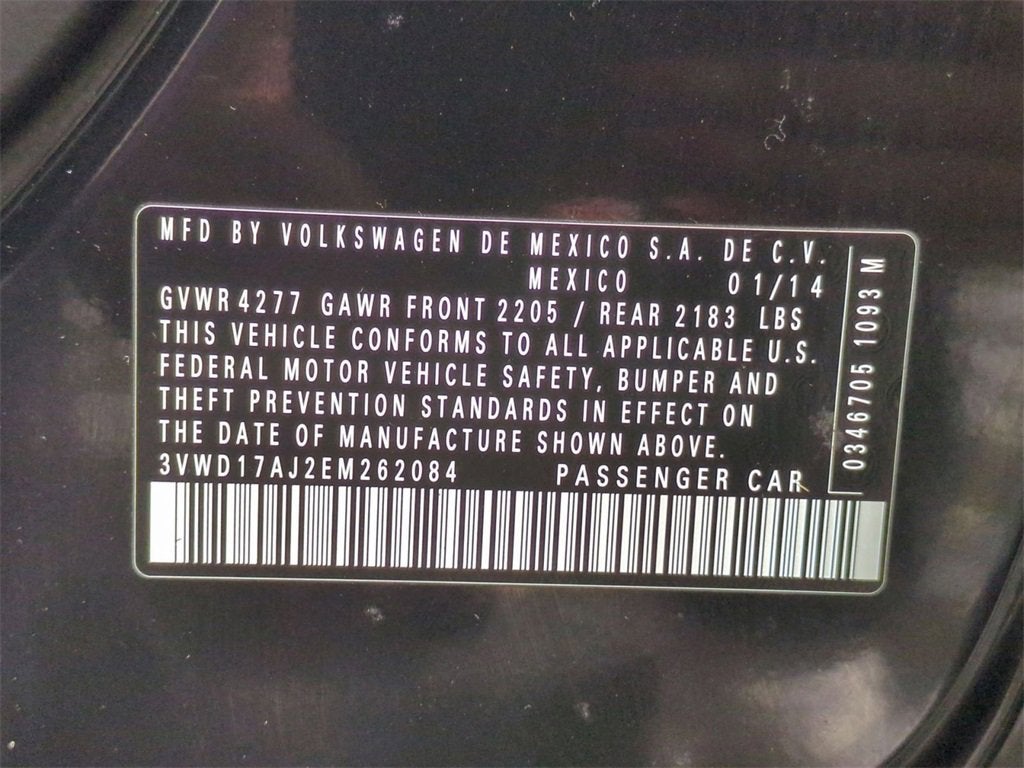 MFD BY VOLKSWAGEN DE MEXICO S.A. DE C.V.
MEXICO 01/14
GVWR 4277 GAWR FRONT 2205 / REAR 2183 LBS
THIS VEHICLE CONFORMS TO ALL APPLICABLE U.S.
FEDERAL MOTOR VEHICLE SAFETY, BUMPER AND
THEFT PREVENTION STANDARDS IN EFFECT ON
THE DATE OF MANUFACTURE SHOWN ABOVE.
3VWD17AJ2EM262084 PASSENGER CAR
0346705 1093 M